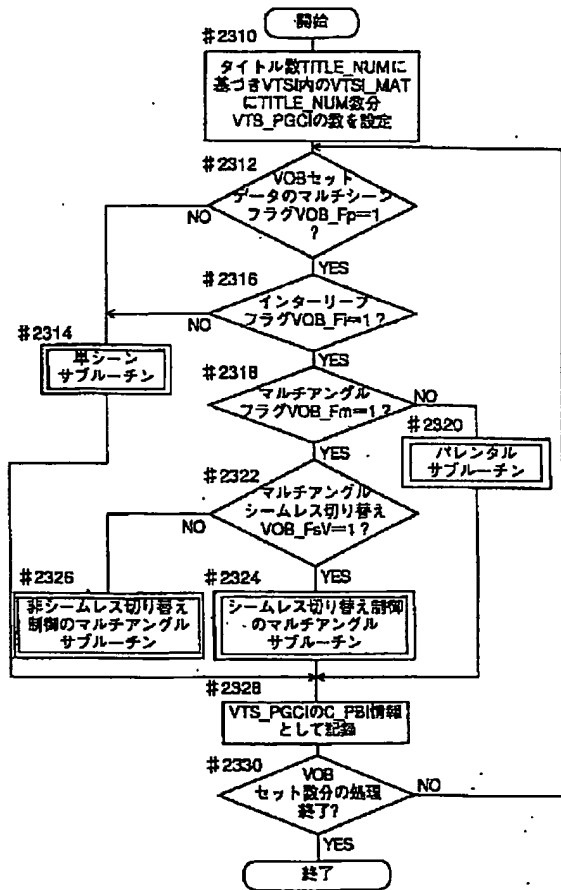 開始
#2310
タイトル数TITLE_NUMに
基づきVTSI内のVTSI_MAT
にTITLE_NUM数分
VTS_PGCIの数を設定
#2312
VOBセット
データのマルチシーン
フラグVOB_Fp==1
?
NO
YES
#2316
インターリーブ
フラグVOB_Fi=1?
NO
YES
#2314
単シーン
サブルーチン
#2318
マルチアングル
フラグVOB_Fm=1?
NO
YES
#2320
パレンタル
サブルーチン
#2322
マルチアングル
シームレス切り替え
VOB_FsV=1?
NO
YES
#2326
非シームレス切り替え
制御のマルチアングル
サブルーチン
#2324
シームレス切り替え制御
のマルチアングル
サブルーチン
#2328
VTS_PGCIのC_PBI情報
として記録
#2330
VOB
セット数分の処理
終了?
NO
YES
終了